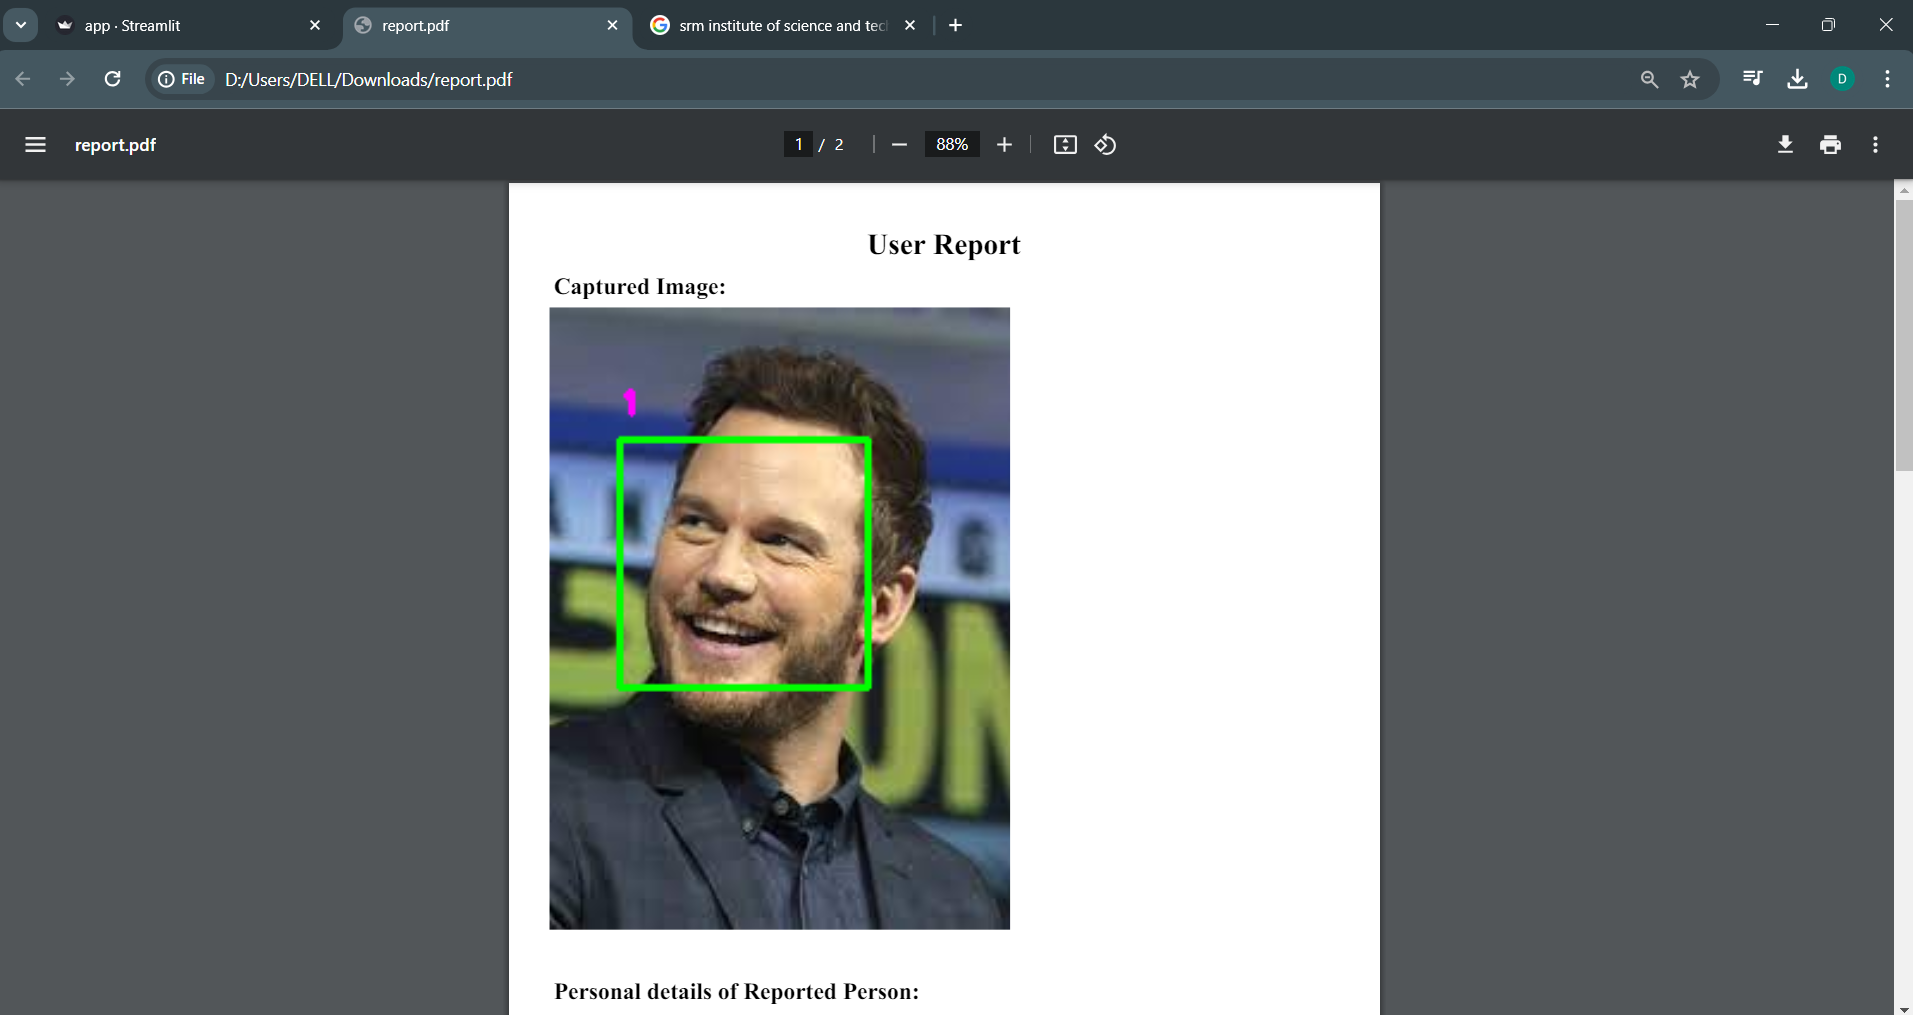 app · Streamlit
report.pdf
srm institute of science and tec
File
D:/Users/DELL/Downloads/report.pdf
D
report.pdf
1 / 2
88%
User Report
Captured Image:
1
G
ON
Personal details of Reported Person: